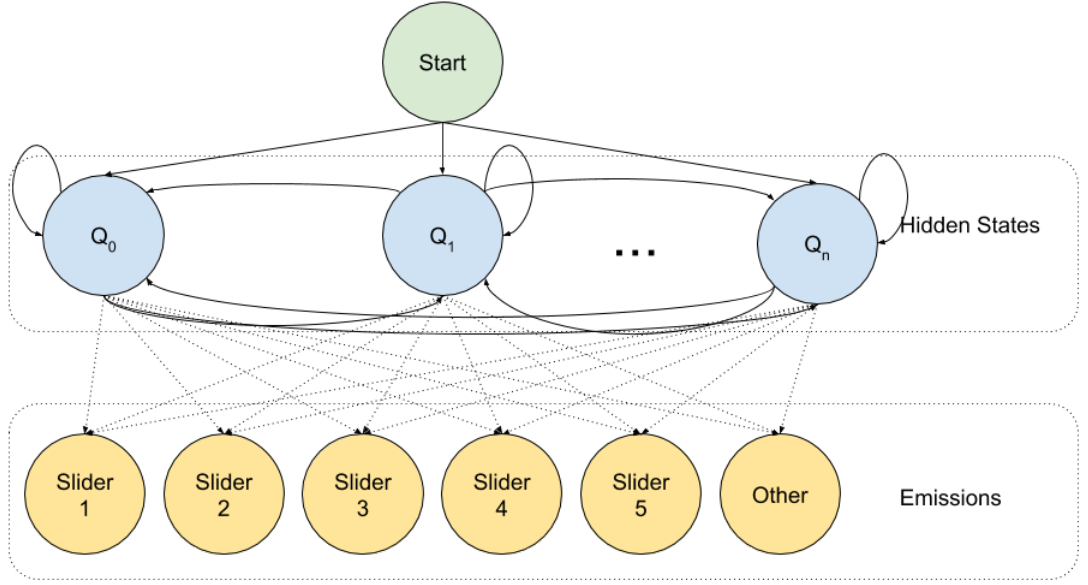 Start
Q0
Q1
...
Qn
Hidden States
Slider
1
Slider
2
Slider
3
Slider
4
Slider
5
Other
Emissions